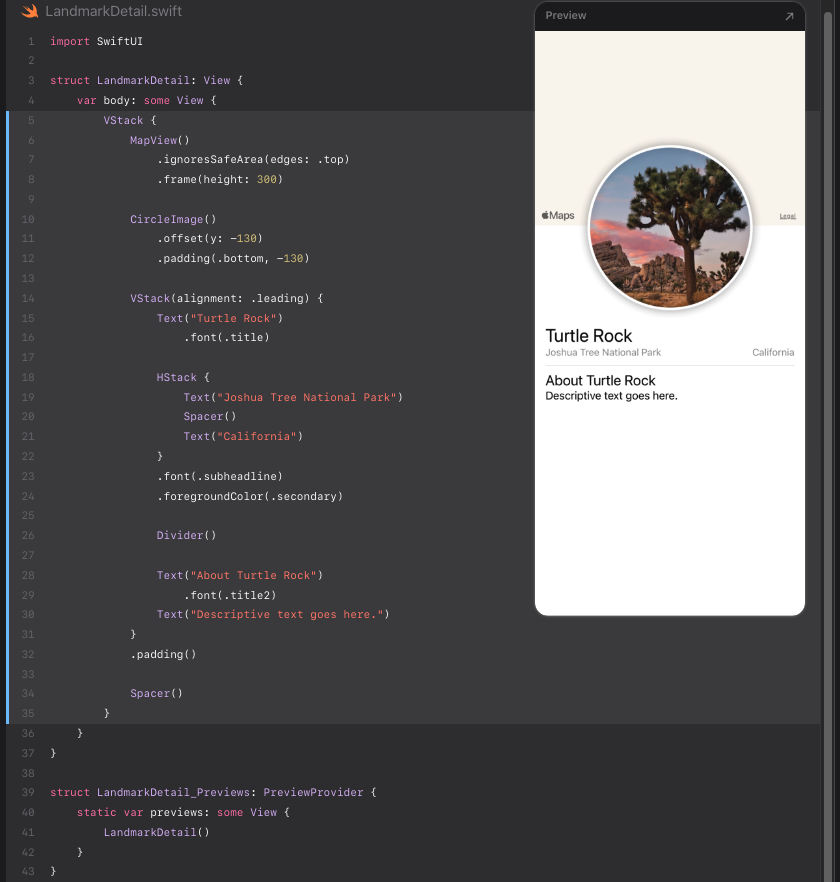 LandmarkDetail.swift
1 import SwiftUI
2
3 struct LandmarkDetail: View {
4     var body: some View {
5         VStack {
6             MapView()
7                 .ignoresSafeArea(edges: .top)
8                 .frame(height: 300)
9
10             CircleImage()
11                 .offset(y: -130)
12                 .padding(.bottom, -130)
13
14             VStack(alignment: .leading) {
15                 Text("Turtle Rock")
16                     .font(.title)
17
18                 HStack {
19                     Text("Joshua Tree National Park")
20                     Spacer()
21                     Text("California")
22                 }
23                 .font(.subheadline)
24                 .foregroundColor(.secondary)
25
26                 Divider()
27
28                 Text("About Turtle Rock")
29                     .font(.title2)
30                 Text("Descriptive text goes here.")
31             }
32             .padding()
33
34             Spacer()
35         }
36     }
37 }
38
39 struct LandmarkDetail_Previews: PreviewProvider {
40     static var previews: some View {
41         LandmarkDetail()
42     }
43 }
Preview
Maps
Legal
Turtle Rock
Joshua Tree National Park California
About Turtle Rock
Descriptive text goes here.